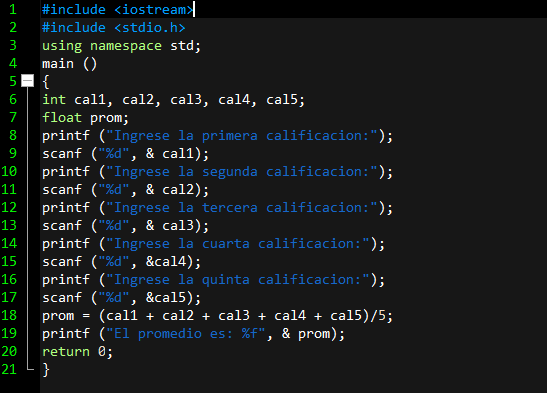 1 #include <iostream>
2 #include <stdio.h>
3 using namespace std;
4 main ()
5 {
6 int cal1, cal2, cal3, cal4, cal5;
7 float prom;
8 printf ("Ingrese la primera calificacion:");
9 scanf ("%d", & cal1);
10 printf ("Ingrese la segunda calificacion:");
11 scanf ("%d", & cal2);
12 printf ("Ingrese la tercera calificacion:");
13 scanf ("%d", & cal3);
14 printf ("Ingrese la cuarta calificacion:");
15 scanf ("%d", &cal4);
16 printf ("Ingrese la quinta calificacion:");
17 scanf ("%d", &cal5);
18 prom = (cal1 + cal2 + cal3 + cal4 + cal5)/5;
19 printf ("El promedio es: %f", & prom);
20 return 0;
21 }